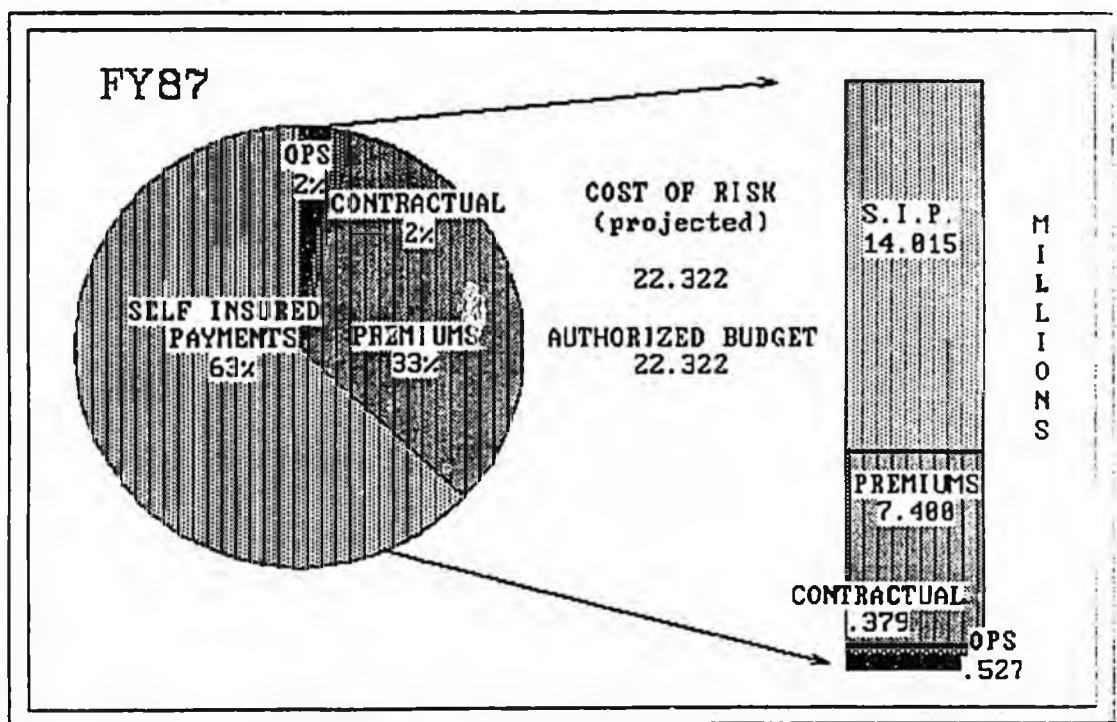 FY87
OPS
2%
CONTRACTUAL
2%
SELF INSURED
PAYMENTS
63%
PREMIUMS
33%
COST OF RISK
(projected)
22.322
AUTHORIZED BUDGET
22.322
S.I.P.
14.015
PREMIUMS
7.400
CONTRACTUAL
.379
OPS
.527
MILLIONS